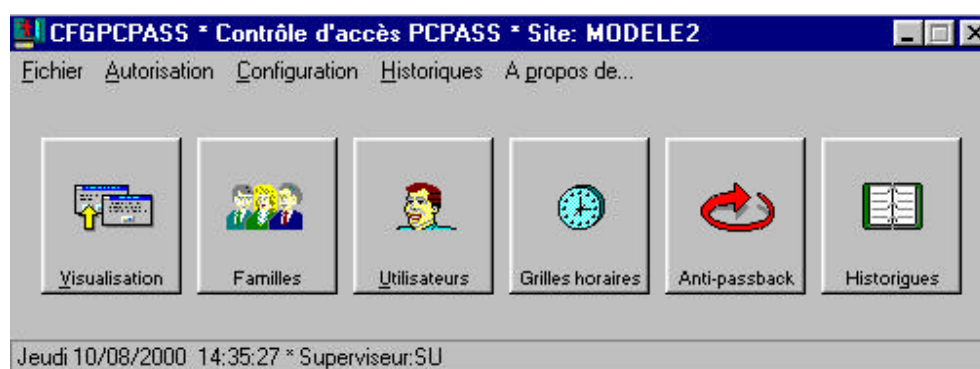 CFGPCPASS * Contrôle d'accès PCPASS * Site: MODELE2
Fichier Autorisation Configuration Historiques A propos de...
Visualisation Familles Utilisateurs Grilles horaires Anti-passback Historigues
Jeudi 10/08/2000 14:35:27 * Superviseur:SU